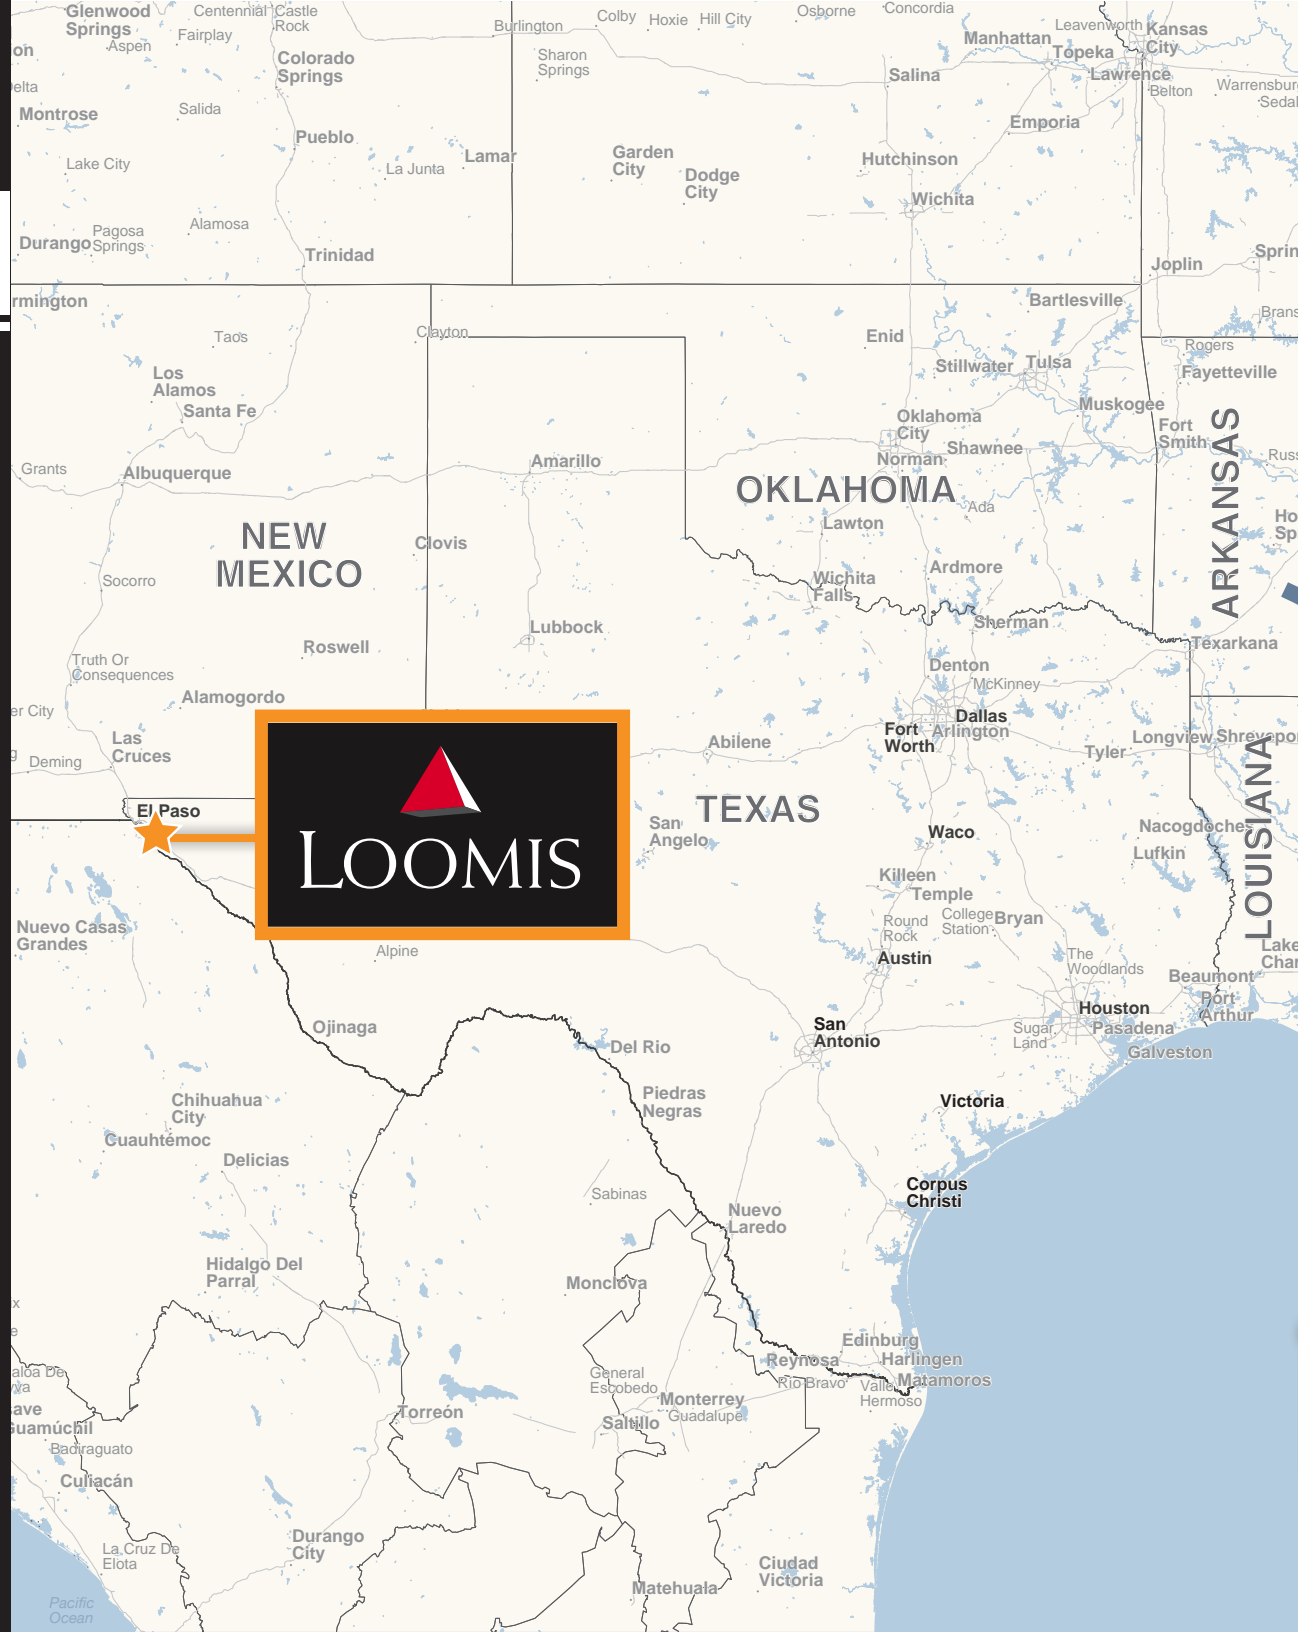 Glenwood
Springs
Aspen
Centennial
Castle
Rock
Fairplay
Colorado
Springs
Montrose
Salida
Pueblo
Lake City
La Junta
Lamar
Durango
Pagosa
Springs
Alamosa
Trinidad
Burlington
Colby
Hoxie
Hill City
Osborne
Concordia
Sharon
Springs
Manhattan
Leavenworth
Kansas
City
Topeka
Lawrence
Belton
Salina
Emporia
Garden
City
Dodge
City
Hutchinson
Wichita
Joplin
rmington
Taos
Clayton
Bartlesville
Enid
Stillwater
Tulsa
Rogers
Fayetteville
Los
Alamos
Santa Fe
Muskogee
Oklahoma
City
Shawnee
Norman
Fort
Smith
Grants
Albuquerque
Amarillo
OKLAHOMA
ARKANSAS
Ada
Lawton
NEW
MEXICO
Clovis
Socorro
Wichita
Falls
Ardmore
Sherman
Lubbock
Roswell
Texarkana
Truth Or
Consequences
Denton
McKinney
Alamogordo
er City
Las
Cruces
Deming
Abilene
Dallas
Fort
Worth
Arlington
Longview
Shrevepor
Tyler
El Paso
LOOMIS
TEXAS
San
Angelo
Waco
Nacogdoches
Lufkin
LOUISIANA
Killeen
Temple
Round
Rock
College
Station
Bryan
Nuevo Casas
Grandes
Alpine
Austin
The
Woodlands
Lake
Char
Beaumont
Port
Arthur
Houston
Ojinaga
San
Antonio
Sugar
Land
Pasadena
Galveston
Del Rio
Piedras
Negras
Victoria
Chihuahua
City
Cuauhtémoc
Delicias
Corpus
Christi
Sabinas
Nuevo
Laredo
Hidalgo Del
Parral
Monclova
Edinburg
Reynosa
Harlingen
Rio Bravo
Valle
Hermoso
Matamoros
General
Escobedo
Monterrey
Guadalupe
Saltillo
Torreón
Guamúchil
Badiraguato
Culiacán
La Cruz De
Elota
Durango
City
Ciudad
Victoria
Matehuala
Pacific
Ocean